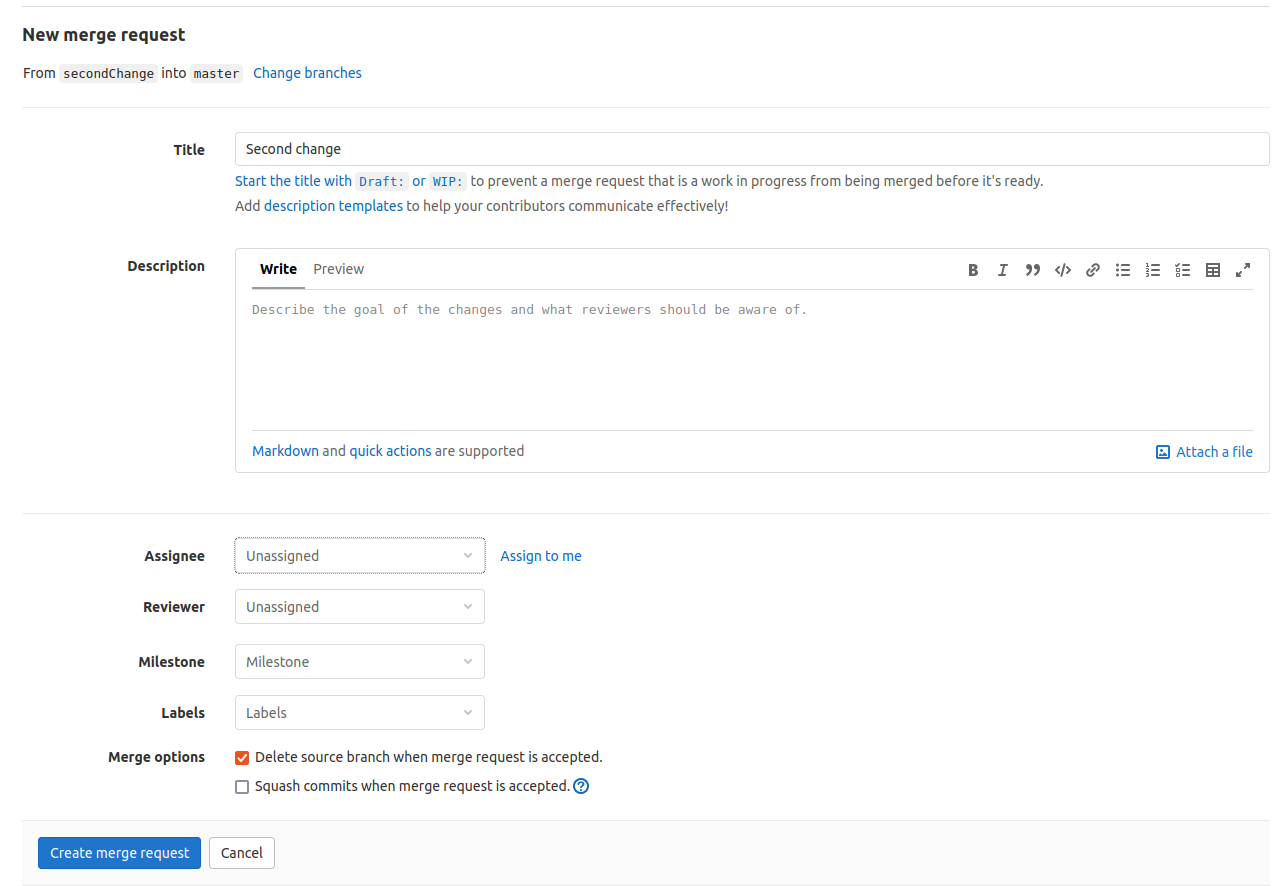 New merge request
From secondChange into master Change branches
Title
Second change
Start the title with Draft: or WIP: to prevent a merge request that is a work in progress from being merged before it's ready.
Add description templates to help your contributors communicate effectively!
Description
Write Preview
Describe the goal of the changes and what reviewers should be aware of.
Markdown and quick actions are supported
Attach a file
Assignee Unassigned Assign to me
Reviewer Unassigned
Milestone Milestone
Labels Labels
Merge options Delete source branch when merge request is accepted.
Squash commits when merge request is accepted.
Create merge request Cancel